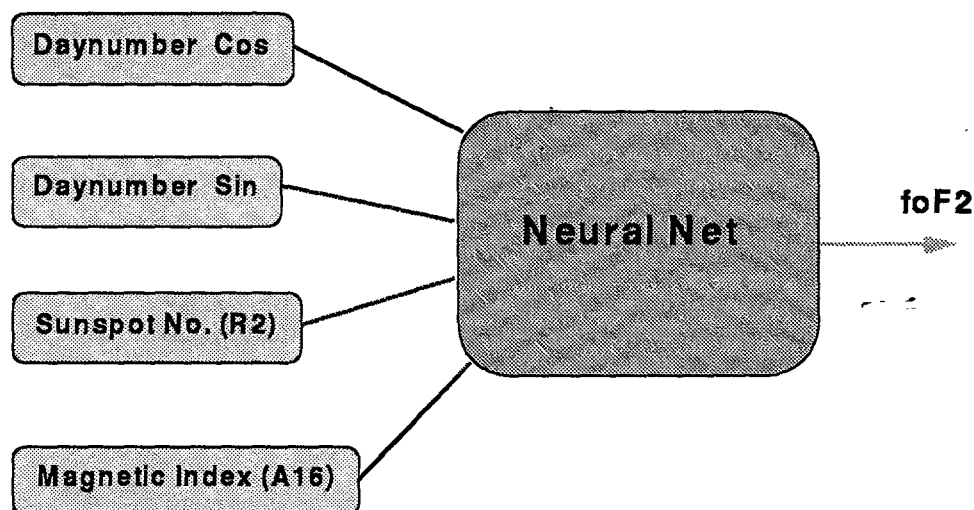 Daynumber Cos
Daynumber Sin
Neural Net
foF2
Sunspot No. (R2)
Magnetic Index (A16)